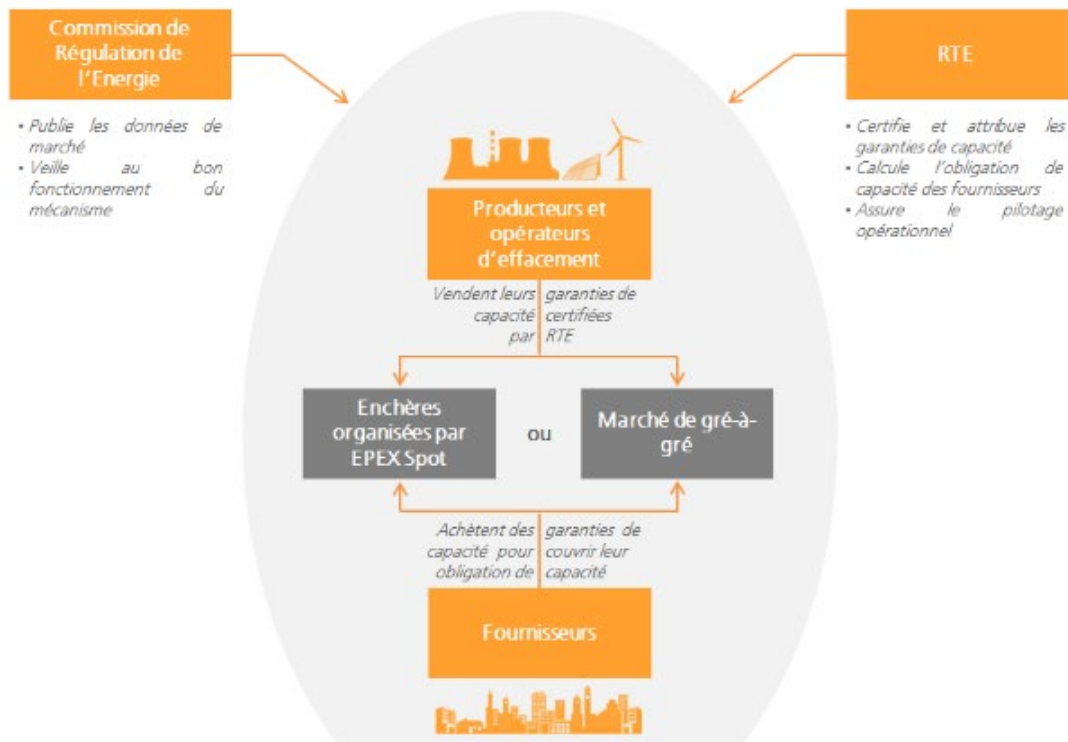 Commission de
Régulation de
l'Energie
• Publie les données de
marché
• Veille au bon
fonctionnement du
mécanisme
RTE
• Certifie et attribue les
garanties de capacité
• Calcule l'obligation de
capacité des fournisseurs
• Assure le pilotage
opérationnel
Producteurs et
opérateurs
d'effacement
Vendent leurs garanties de
capacité certifiées
par RTE
Enchères
organisées par
EPEX Spot
ou
Marché de gré-à-
gré
Achètent des garanties de
capacité pour couvrir leur
obligation de capacité
Fournisseurs